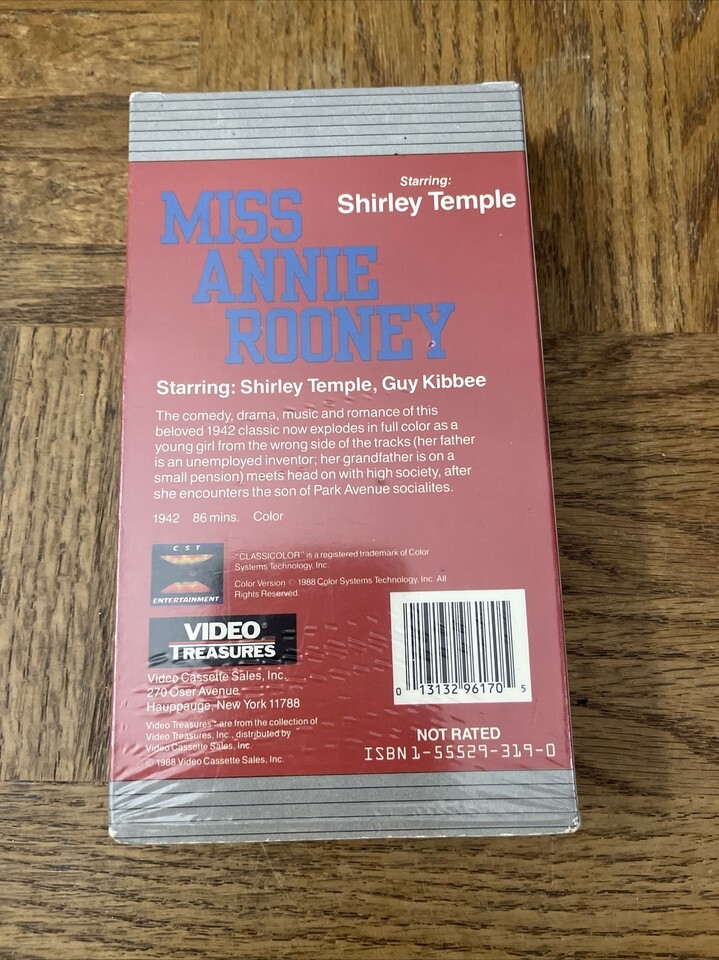 Starring:
Shirley Temple
MISS
ANNIE
ROONEY
Starring: Shirley Temple, Guy Kibbee
The comedy, drama, music and romance of this
beloved 1942 classic now explodes in full color as a
young girl from the wrong side of the tracks (her father
is an unemployed inventor; her grandfather is on a
small pension) meets head on with high society, after
she encounters the son of Park Avenue socialites.
1942 86 mins. Color
CST
ENTERTAINMENT
"CLASSICOLOR" is a registered trademark of Color
Systems Technology, Inc.
Color Version © 1988 Color Systems Technology, Inc. All
Rights Reserved.
VIDEO®
TREASURES
Video Cassette Sales, Inc.
270 Oser Avenue
Hauppauge, New York 11788
Video Treasures™ are from the collection of
Video Treasures, Inc., distributed by
Video Cassette Sales, Inc.
© 1988 Video Cassette Sales, Inc.
0 13132 96170 5
NOT RATED
ISBN 1-55529-319-0